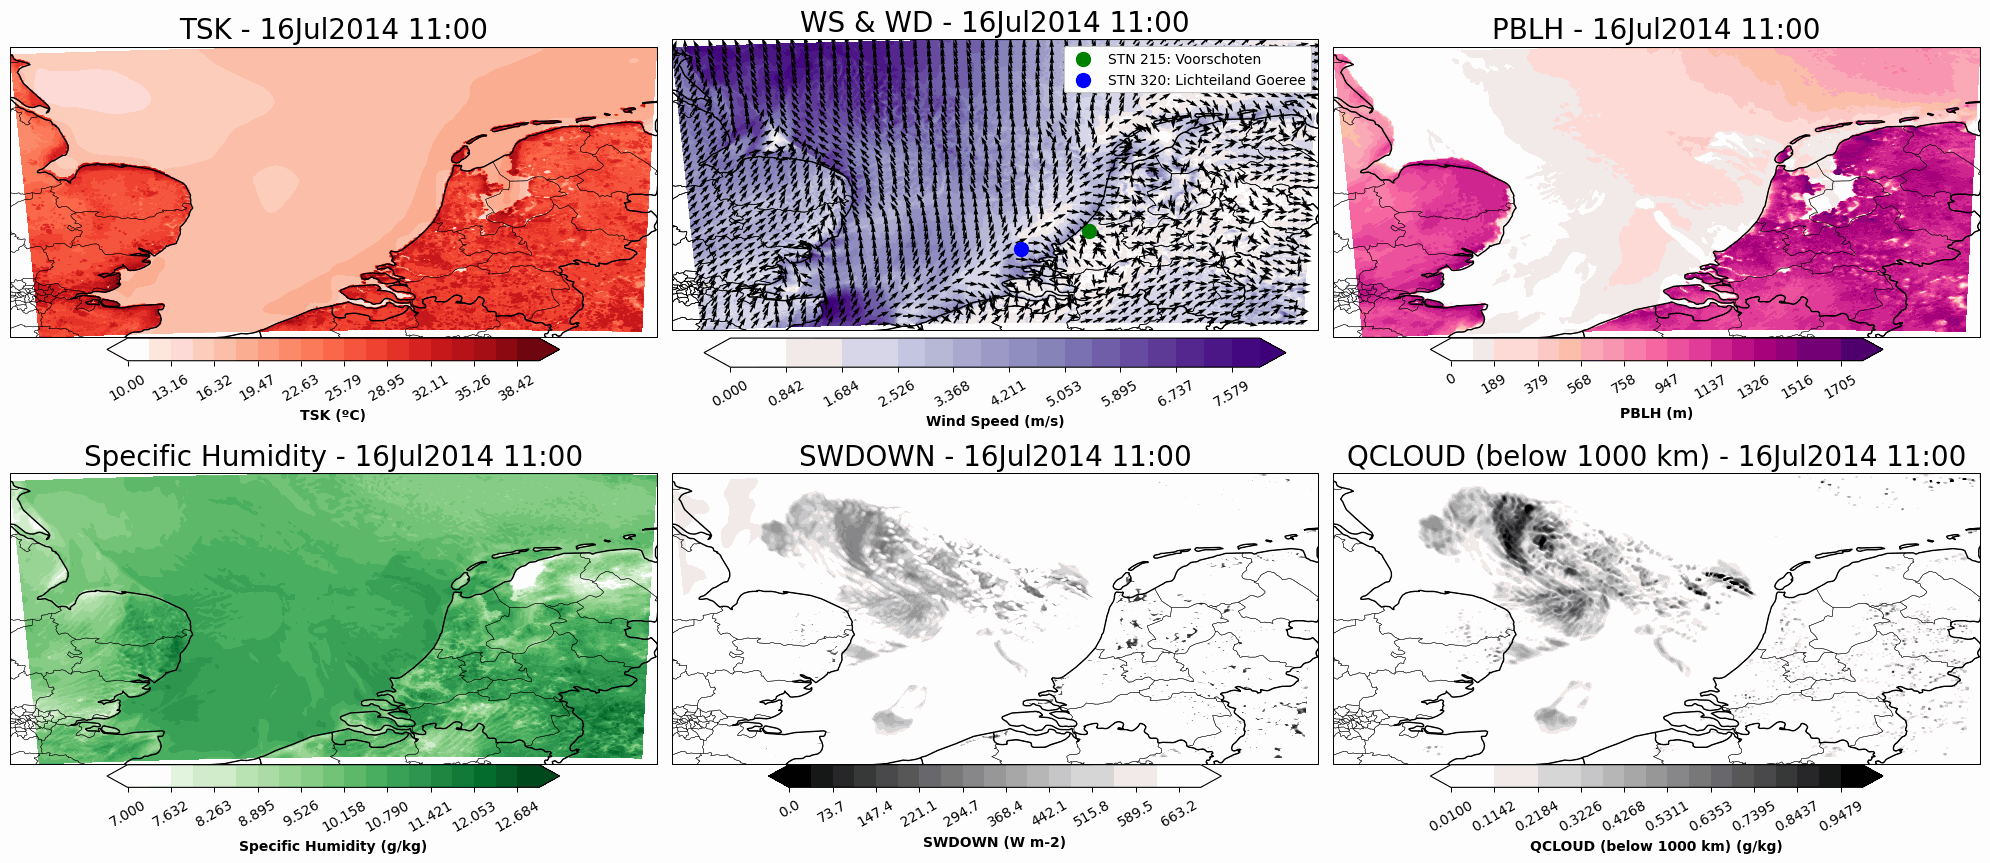 TSK - 16Jul2014 11:00
WS & WD - 16Jul2014 11:00
PBLH - 16Jul2014 11:00
STN 215: Voorschoten
STN 320: Lichteiland Goeree
10.00 13.16 16.32 19.47 22.63 25.79 28.95 32.11 35.26 38.42
TSK (ºC)
0.000 0.842 1.684 2.526 3.368 4.211 5.053 5.895 6.737 7.579
Wind Speed (m/s)
0 189 379 568 758 947 1137 1326 1516 1705
PBLH (m)
Specific Humidity - 16Jul2014 11:00
SWDOWN - 16Jul2014 11:00
QCLOUD (below 1000 km) - 16Jul2014 11:00
7.000 7.632 8.263 8.895 9.526 10.158 10.790 11.421 12.053 12.684
Specific Humidity (g/kg)
0.0 73.7 147.4 221.1 294.7 368.4 442.1 515.8 589.5 663.2
SWDOWN (W m-2)
0.0100 0.1142 0.2184 0.3226 0.4268 0.5311 0.6353 0.7395 0.8437 0.9479
QCLOUD (below 1000 km) (g/kg)